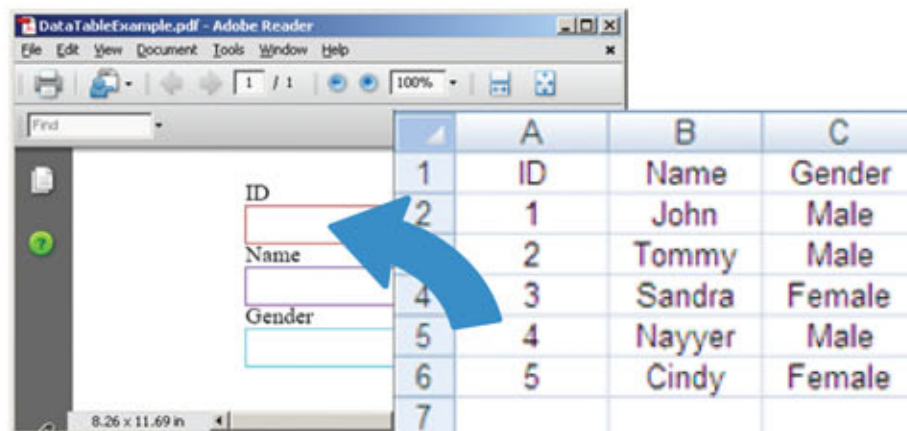 DataTableExample.pdf - Adobe Reader
File Edit View Document Tools Window Help
1 / 1 100%
Find
ID
Name
Gender
8.26 x 11.69 in
A B C
1 ID Name Gender
2 1 John Male
2 Tommy Male
4 3 Sandra Female
5 4 Nayyer Male
6 5 Cindy Female
7